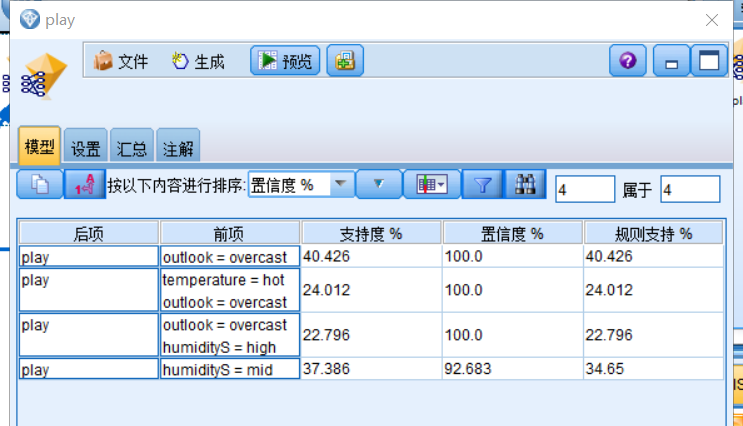 play
文件 生成 预览
模型 设置 汇总 注解
按以下内容进行排序: 置信度 % 4 属于 4
后项 前项 支持度 % 置信度 % 规则支持 %
play outlook = overcast 40.426 100.0 40.426
play temperature = hot 24.012 100.0 24.012
outlook = overcast
play outlook = overcast 22.796 100.0 22.796
humidityS = high
play humidityS = mid 37.386 92.683 34.65